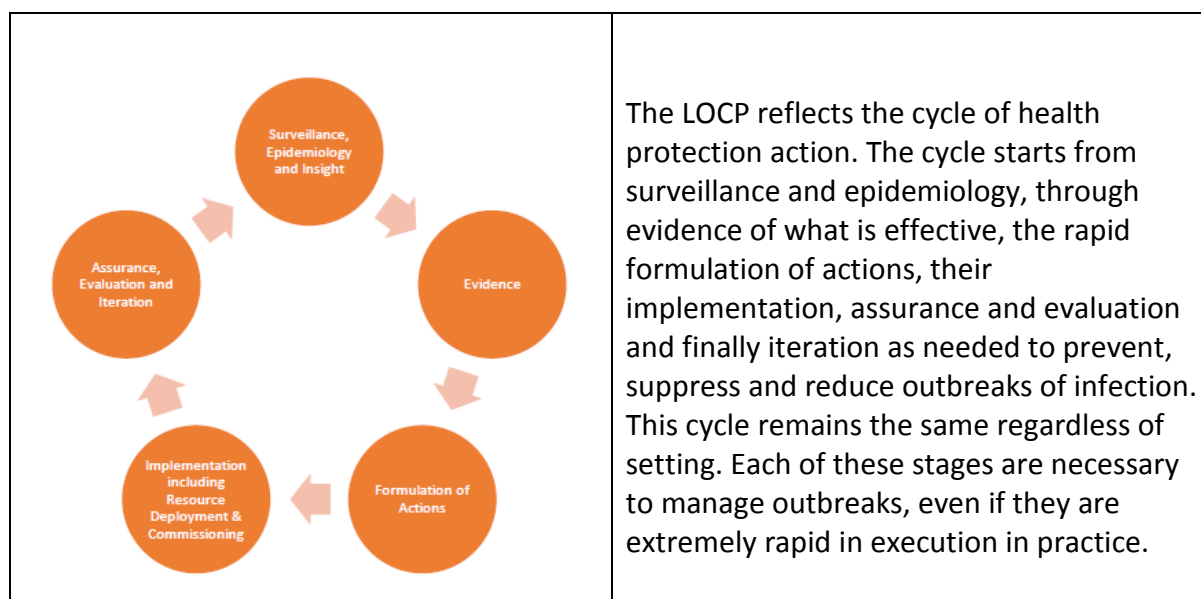 Surveillance,
Epidemiology
and Insight
Evidence
Formulation of
Actions
Implementation
including
Resource
Deployment &
Commissioning
Assurance,
Evaluation and
Iteration
The LOCP reflects the cycle of health
protection action. The cycle starts from
surveillance and epidemiology, through
evidence of what is effective, the rapid
formulation of actions, their
implementation, assurance and evaluation
and finally iteration as needed to prevent,
suppress and reduce outbreaks of infection.
This cycle remains the same regardless of
setting. Each of these stages are necessary
to manage outbreaks, even if they are
extremely rapid in execution in practice.